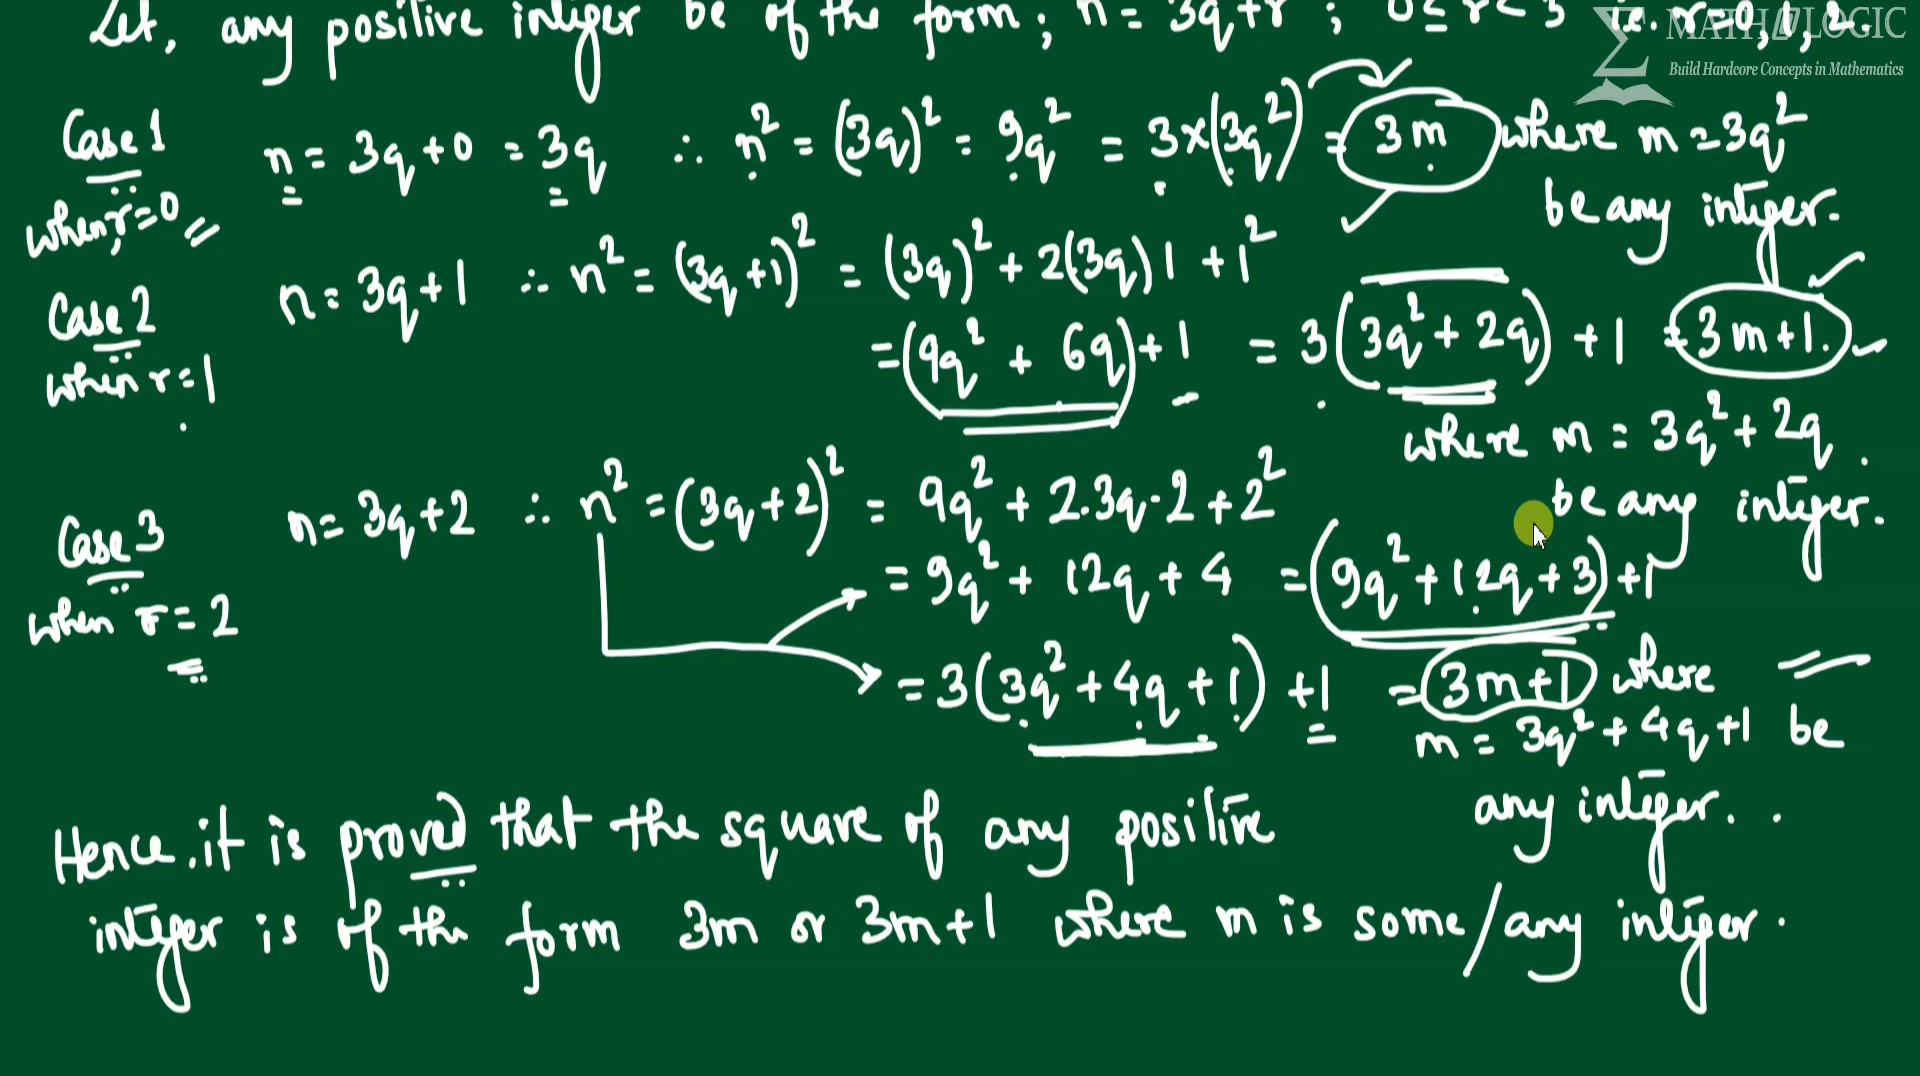 Let, any positive integer be of the form; n = 3q+r ; 0 ≤ r < 3 i.e. r=0,1,2.
MATH LOGIC
Build Hardcore Concepts in Mathematics
Case 1
when, r=0
n = 3q+0 = 3q ∴ n² = (3q)² = 9q² = 3×(3q²) = 3m where m = 3q²
be any integer.
Case 2
when r=1
n = 3q+1 ∴ n² = (3q+1)² = (3q)² + 2(3q)1 + 1²
= (9q² + 6q) + 1 = 3(3q² + 2q) + 1 = 3m+1.
where m = 3q² + 2q.
be any integer.
Case 3
when r = 2
n = 3q+2 ∴ n² = (3q+2)² = 9q² + 2.3q.2 + 2²
= 9q² + 12q + 4 = (9q² + 12q + 3) + 1
= 3(3q² + 4q + 1) + 1 = 3m+1 where
m = 3q² + 4q + 1 be
any integer.
Hence, it is proved that the square of any positive
integer is of the form 3m or 3m+1 where m is some/any integer.